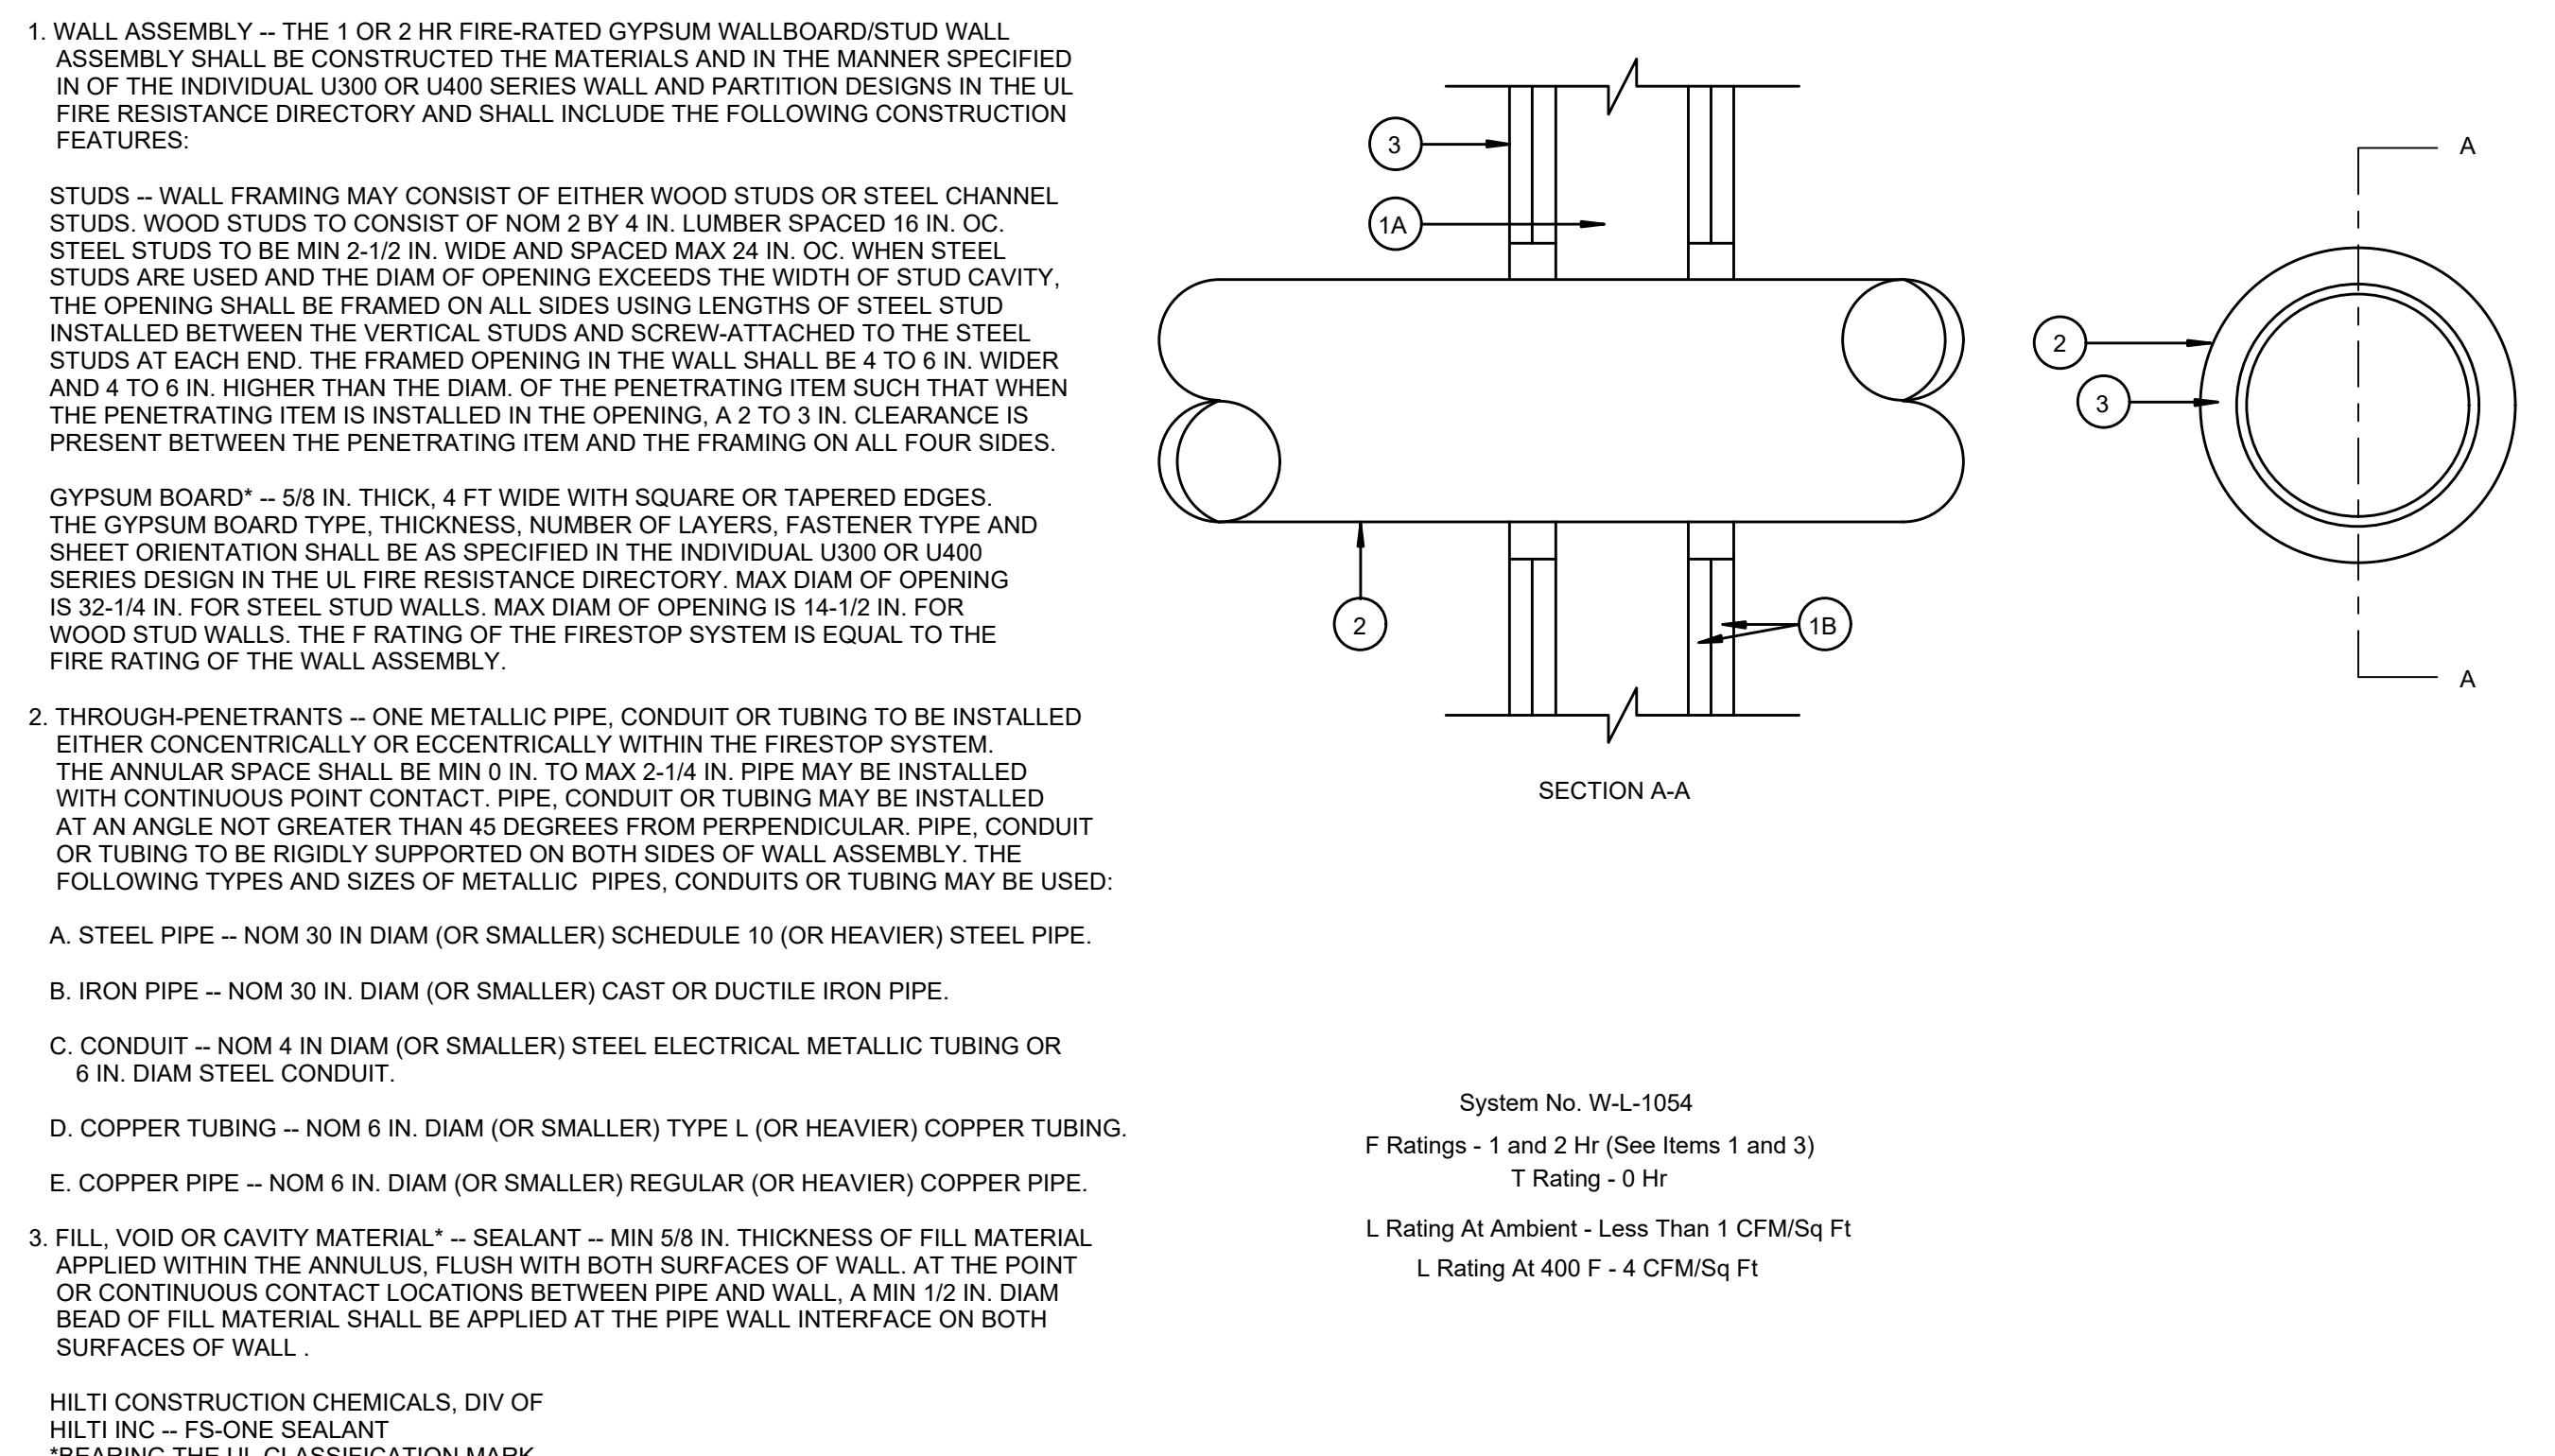 1. WALL ASSEMBLY -- THE 1 OR 2 HR FIRE-RATED GYPSUM WALLBOARD/STUD WALL
ASSEMBLY SHALL BE CONSTRUCTED THE MATERIALS AND IN THE MANNER SPECIFIED
IN OF THE INDIVIDUAL U300 OR U400 SERIES WALL AND PARTITION DESIGNS IN THE UL
FIRE RESISTANCE DIRECTORY AND SHALL INCLUDE THE FOLLOWING CONSTRUCTION
FEATURES:
STUDS -- WALL FRAMING MAY CONSIST OF EITHER WOOD STUDS OR STEEL CHANNEL
STUDS. WOOD STUDS TO CONSIST OF NOM 2 BY 4 IN. LUMBER SPACED 16 IN. OC.
STEEL STUDS TO BE MIN 2-1/2 IN. WIDE AND SPACED MAX 24 IN. OC. WHEN STEEL
STUDS ARE USED AND THE DIAM OF OPENING EXCEEDS THE WIDTH OF STUD CAVITY,
THE OPENING SHALL BE FRAMED ON ALL SIDES USING LENGTHS OF STEEL STUD
INSTALLED BETWEEN THE VERTICAL STUDS AND SCREW-ATTACHED TO THE STEEL
STUDS AT EACH END. THE FRAMED OPENING IN THE WALL SHALL BE 4 TO 6 IN. WIDER
AND 4 TO 6 IN. HIGHER THAN THE DIAM. OF THE PENETRATING ITEM SUCH THAT WHEN
THE PENETRATING ITEM IS INSTALLED IN THE OPENING, A 2 TO 3 IN. CLEARANCE IS
PRESENT BETWEEN THE PENETRATING ITEM AND THE FRAMING ON ALL FOUR SIDES.
GYPSUM BOARD* -- 5/8 IN. THICK, 4 FT WIDE WITH SQUARE OR TAPERED EDGES.
THE GYPSUM BOARD TYPE, THICKNESS, NUMBER OF LAYERS, FASTENER TYPE AND
SHEET ORIENTATION SHALL BE AS SPECIFIED IN THE INDIVIDUAL U300 OR U400
SERIES DESIGN IN THE UL FIRE RESISTANCE DIRECTORY. MAX DIAM OF OPENING
IS 32-1/4 IN. FOR STEEL STUD WALLS. MAX DIAM OF OPENING IS 14-1/2 IN. FOR
WOOD STUD WALLS. THE F RATING OF THE FIRESTOP SYSTEM IS EQUAL TO THE
FIRE RATING OF THE WALL ASSEMBLY.
2. THROUGH-PENETRANTS -- ONE METALLIC PIPE, CONDUIT OR TUBING TO BE INSTALLED
EITHER CONCENTRICALLY OR ECCENTRICALLY WITHIN THE FIRESTOP SYSTEM.
THE ANNULAR SPACE SHALL BE MIN 0 IN. TO MAX 2-1/4 IN. PIPE MAY BE INSTALLED
WITH CONTINUOUS POINT CONTACT. PIPE, CONDUIT OR TUBING MAY BE INSTALLED
AT AN ANGLE NOT GREATER THAN 45 DEGREES FROM PERPENDICULAR. PIPE, CONDUIT
OR TUBING TO BE RIGIDLY SUPPORTED ON BOTH SIDES OF WALL ASSEMBLY. THE
FOLLOWING TYPES AND SIZES OF METALLIC  PIPES, CONDUITS OR TUBING MAY BE USED:
A. STEEL PIPE -- NOM 30 IN DIAM (OR SMALLER) SCHEDULE 10 (OR HEAVIER) STEEL PIPE.
B. IRON PIPE -- NOM 30 IN. DIAM (OR SMALLER) CAST OR DUCTILE IRON PIPE.
C. CONDUIT -- NOM 4 IN DIAM (OR SMALLER) STEEL ELECTRICAL METALLIC TUBING OR
6 IN. DIAM STEEL CONDUIT.
D. COPPER TUBING -- NOM 6 IN. DIAM (OR SMALLER) TYPE L (OR HEAVIER) COPPER TUBING.
E. COPPER PIPE -- NOM 6 IN. DIAM (OR SMALLER) REGULAR (OR HEAVIER) COPPER PIPE.
3. FILL, VOID OR CAVITY MATERIAL* -- SEALANT -- MIN 5/8 IN. THICKNESS OF FILL MATERIAL
APPLIED WITHIN THE ANNULUS, FLUSH WITH BOTH SURFACES OF WALL. AT THE POINT
OR CONTINUOUS CONTACT LOCATIONS BETWEEN PIPE AND WALL, A MIN 1/2 IN. DIAM
BEAD OF FILL MATERIAL SHALL BE APPLIED AT THE PIPE WALL INTERFACE ON BOTH
SURFACES OF WALL .
HILTI CONSTRUCTION CHEMICALS, DIV OF
HILTI INC -- FS-ONE SEALANT
*BEARING THE UL CLASSIFICATION MARK
3
1A
2
1B
SECTION A-A
A
2
3
A
System No. W-L-1054
F Ratings - 1 and 2 Hr (See Items 1 and 3)
T Rating - 0 Hr
L Rating At Ambient - Less Than 1 CFM/Sq Ft
L Rating At 400 F - 4 CFM/Sq Ft